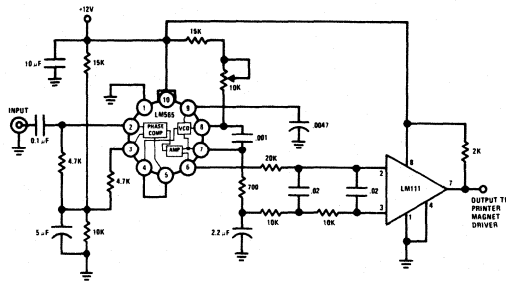 +12V
10 µF
15K
15K
10K
INPUT
0.1 µF
LM565
PHASE COMP
VCO
AMP
1
2
3
4
5
6
7
8
9
10
4.7K
4.7K
5 µF
10K
.001
.0047
20K
700
.02
.02
2.2 µF
10K
10K
LM111
2
3
8
7
1
4
2K
OUTPUT T
PRINTER
MAGNET
DRIVER